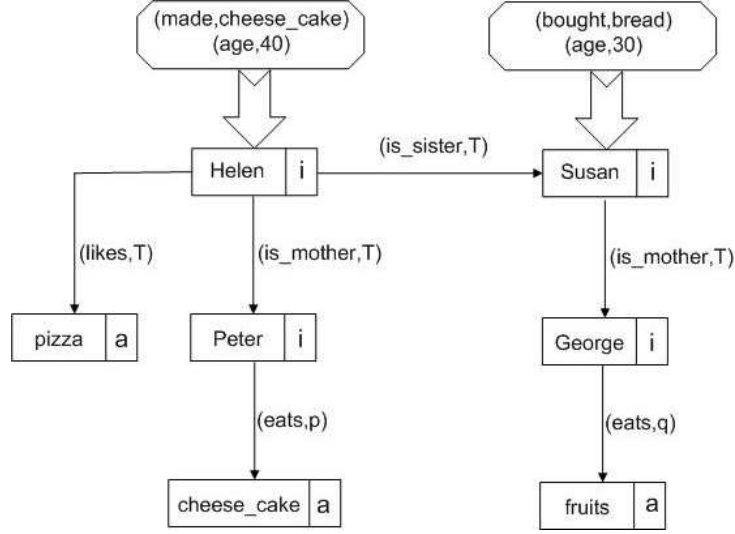 (made,cheese_cake)
(age,40)
(bought,bread)
(age,30)
(is_sister,T)
Helen i
Susan i
(likes,T)
(is_mother,T)
(is_mother,T)
pizza a
Peter i
George i
(eats,p)
(eats,q)
cheese_cake a
fruits a